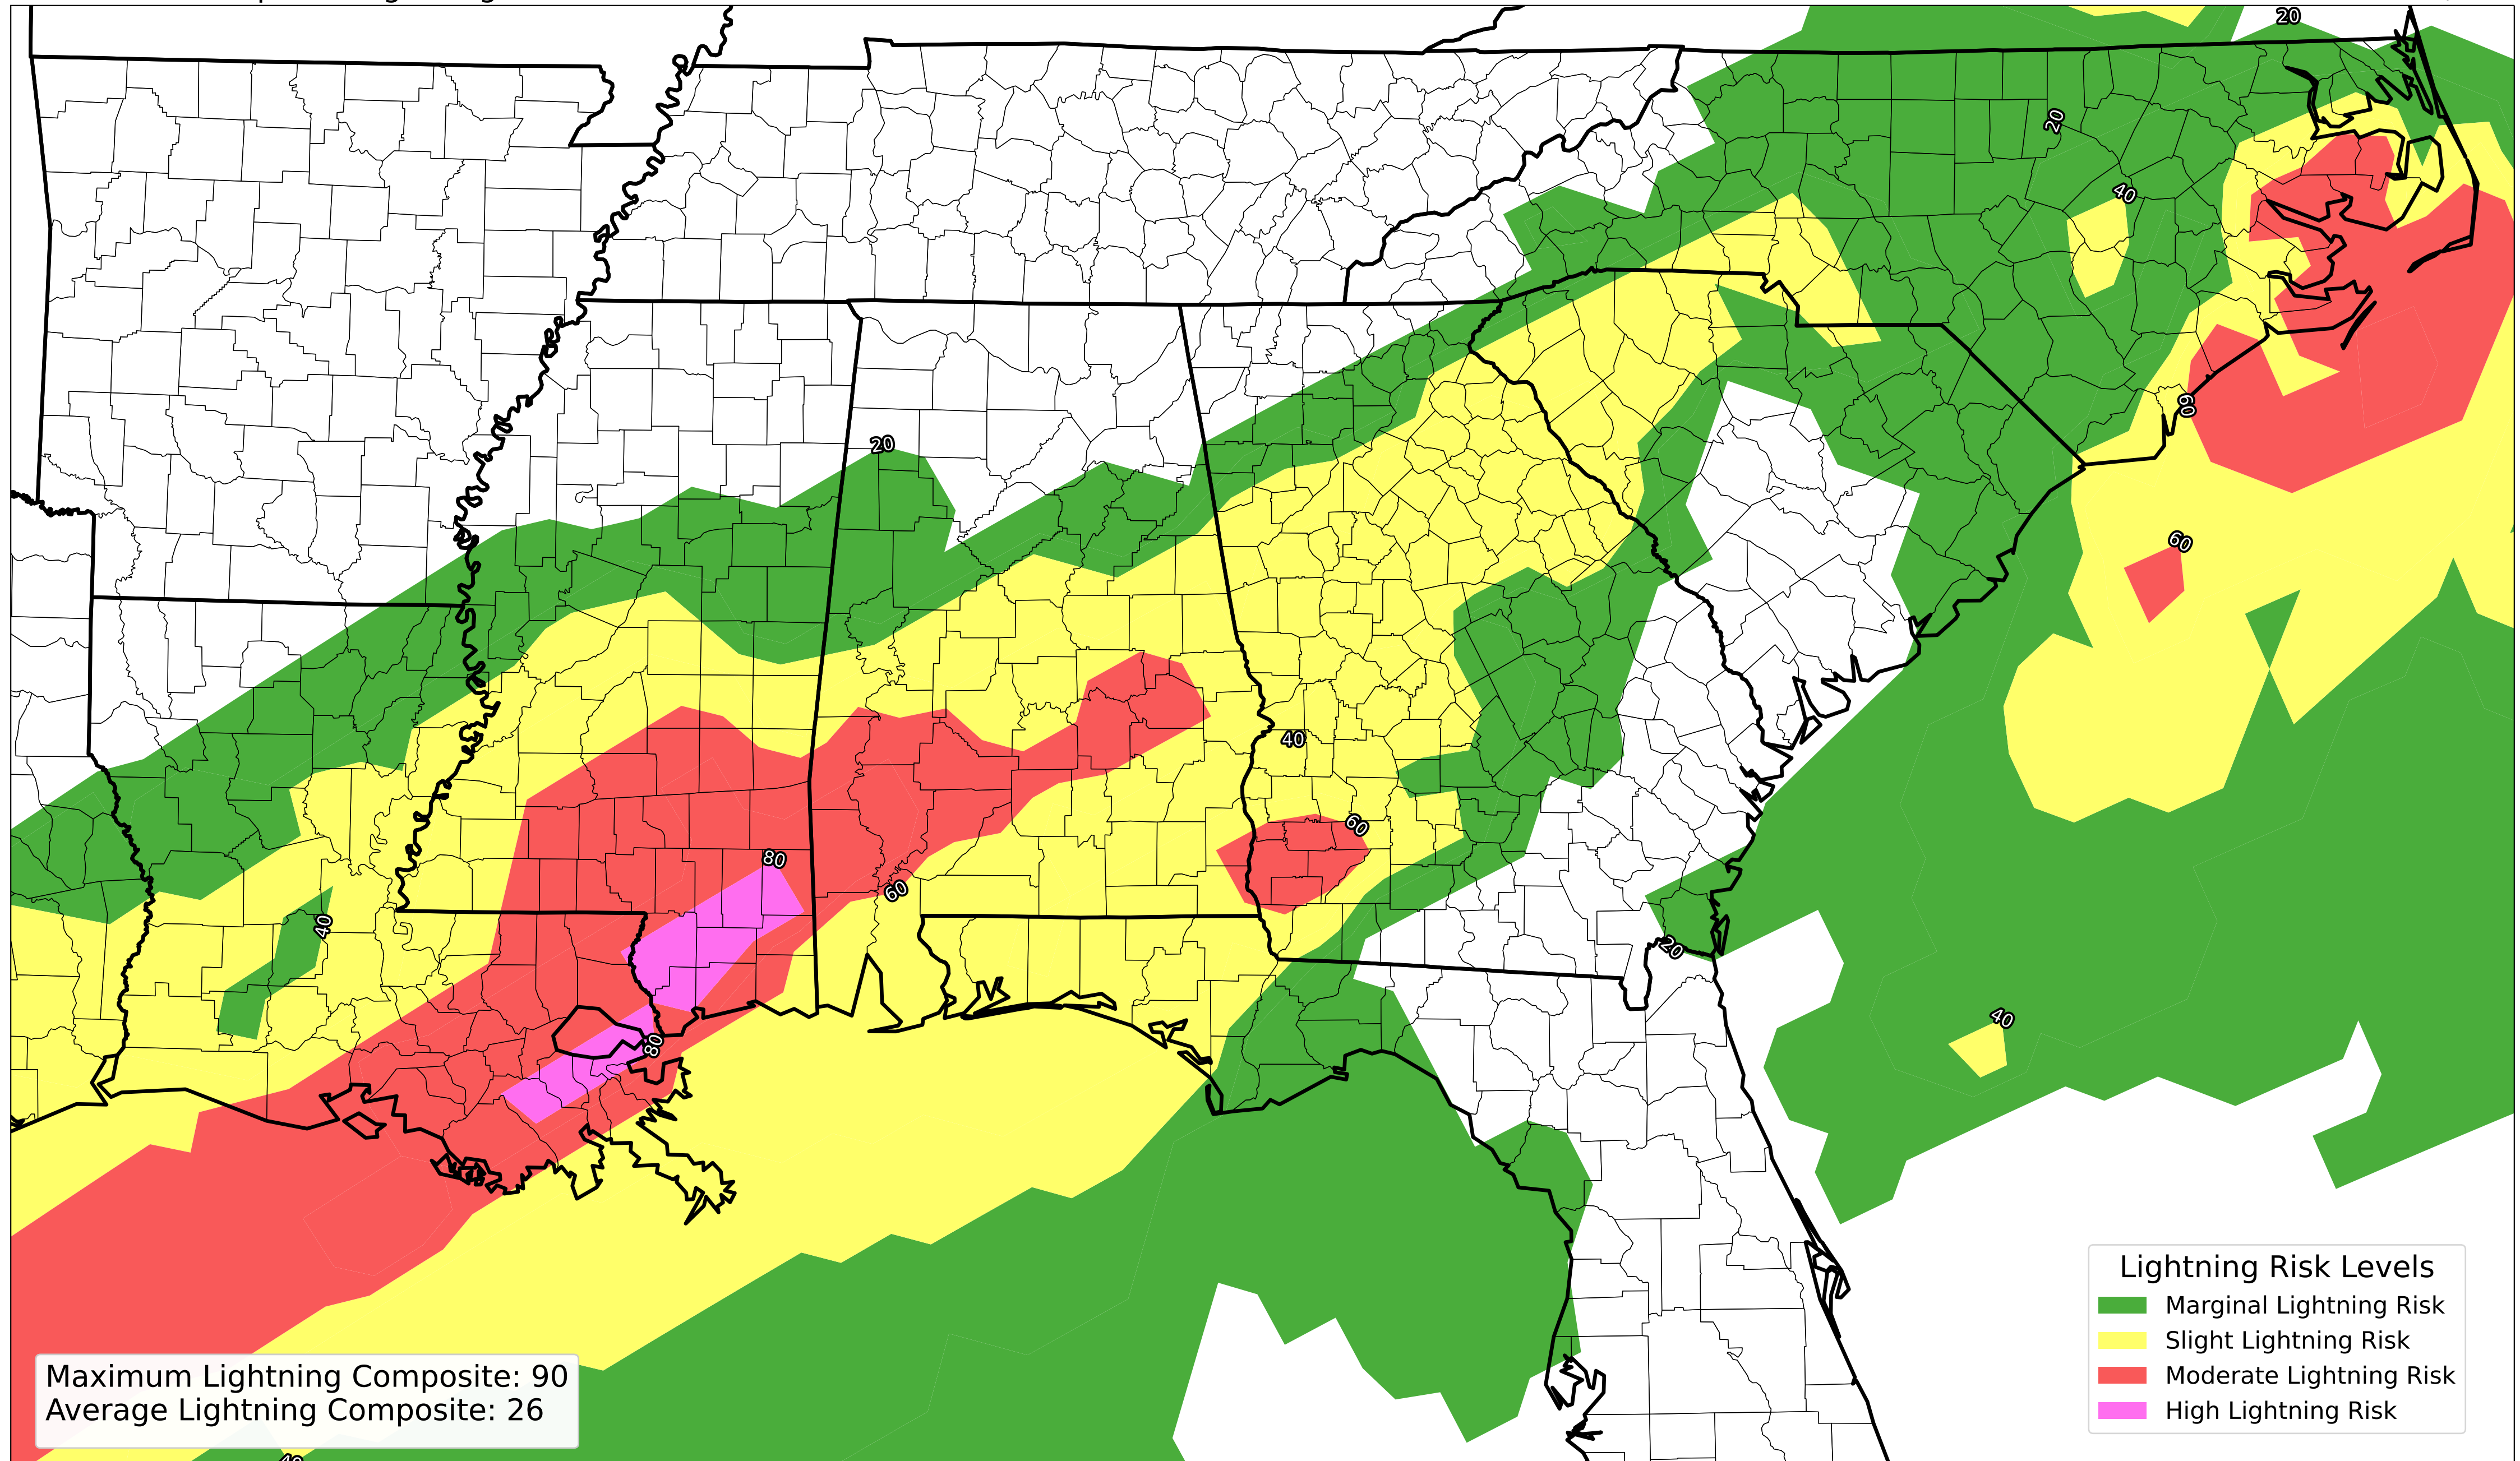 20
20
40
60
20
60
40
60
80
60
40
20
80
40
Lightning Risk Levels
Marginal Lightning Risk
Slight Lightning Risk
Moderate Lightning Risk
High Lightning Risk
Maximum Lightning Composite: 90
Average Lightning Composite: 26